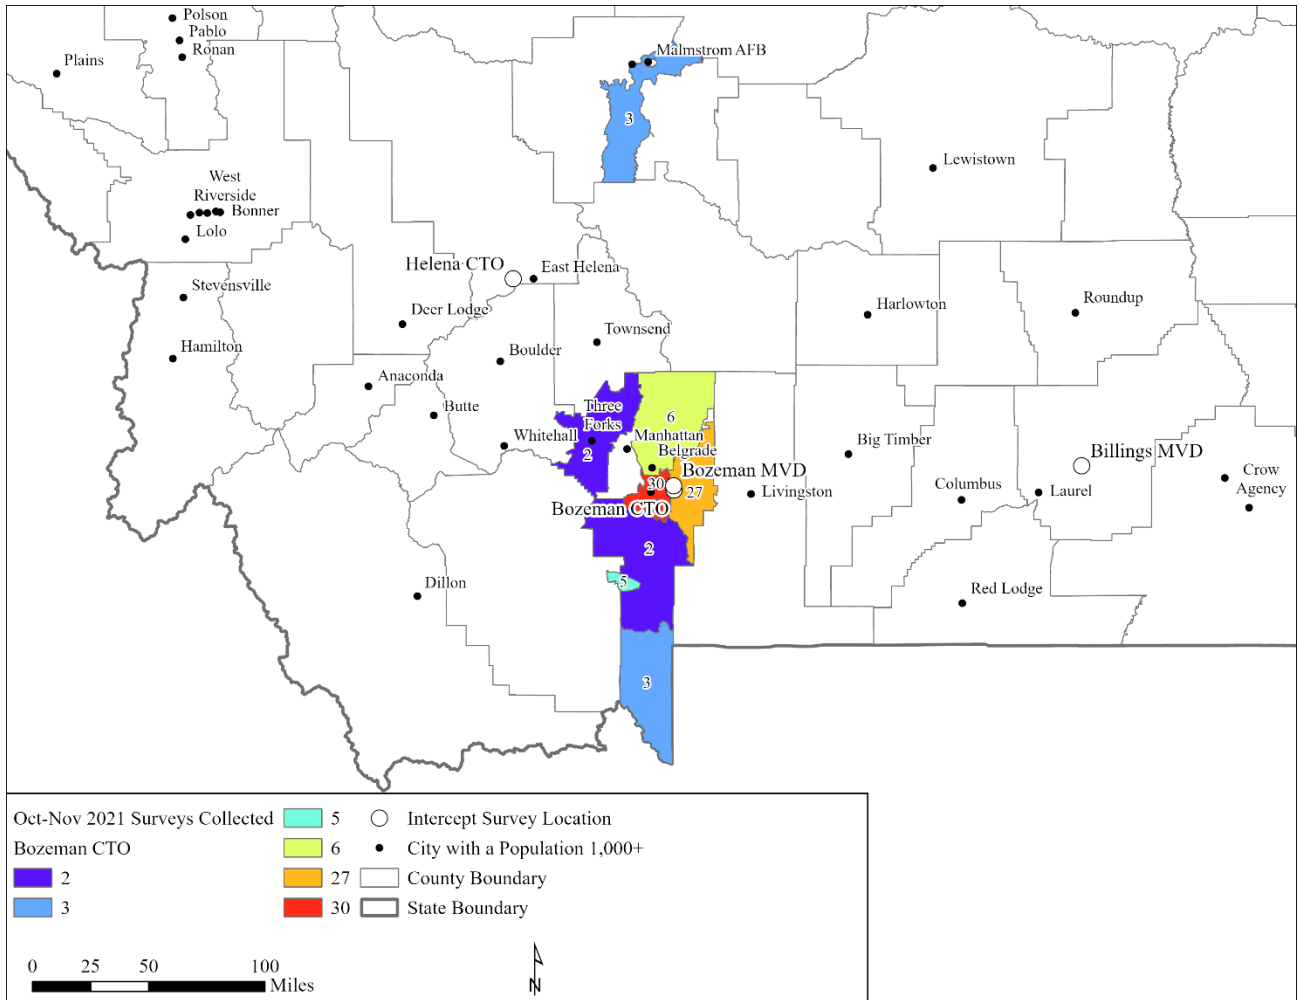 Polson
Pablo
Ronan
Plains
Malmstrom AFB
3
Lewistown
West
Riverside
Bonner
Lolo
Helena CTO
East Helena
Stevensville
Harlowton
Roundup
Deer Lodge
Townsend
Hamilton
Boulder
Anaconda
Butte
Three
Forks
6
Whitehall
Manhattan
Belgrade
Big Timber
Billings MVD
2
Bozeman MVD
30
27
Livingston
Columbus
Laurel
Crow
Agency
Bozeman CTO
2
5
Dillon
Red Lodge
3
Oct-Nov 2021 Surveys Collected
Bozeman CTO
2
3
5
6
27
30
Intercept Survey Location
City with a Population 1,000+
County Boundary
State Boundary
0 25 50 100
Miles
N